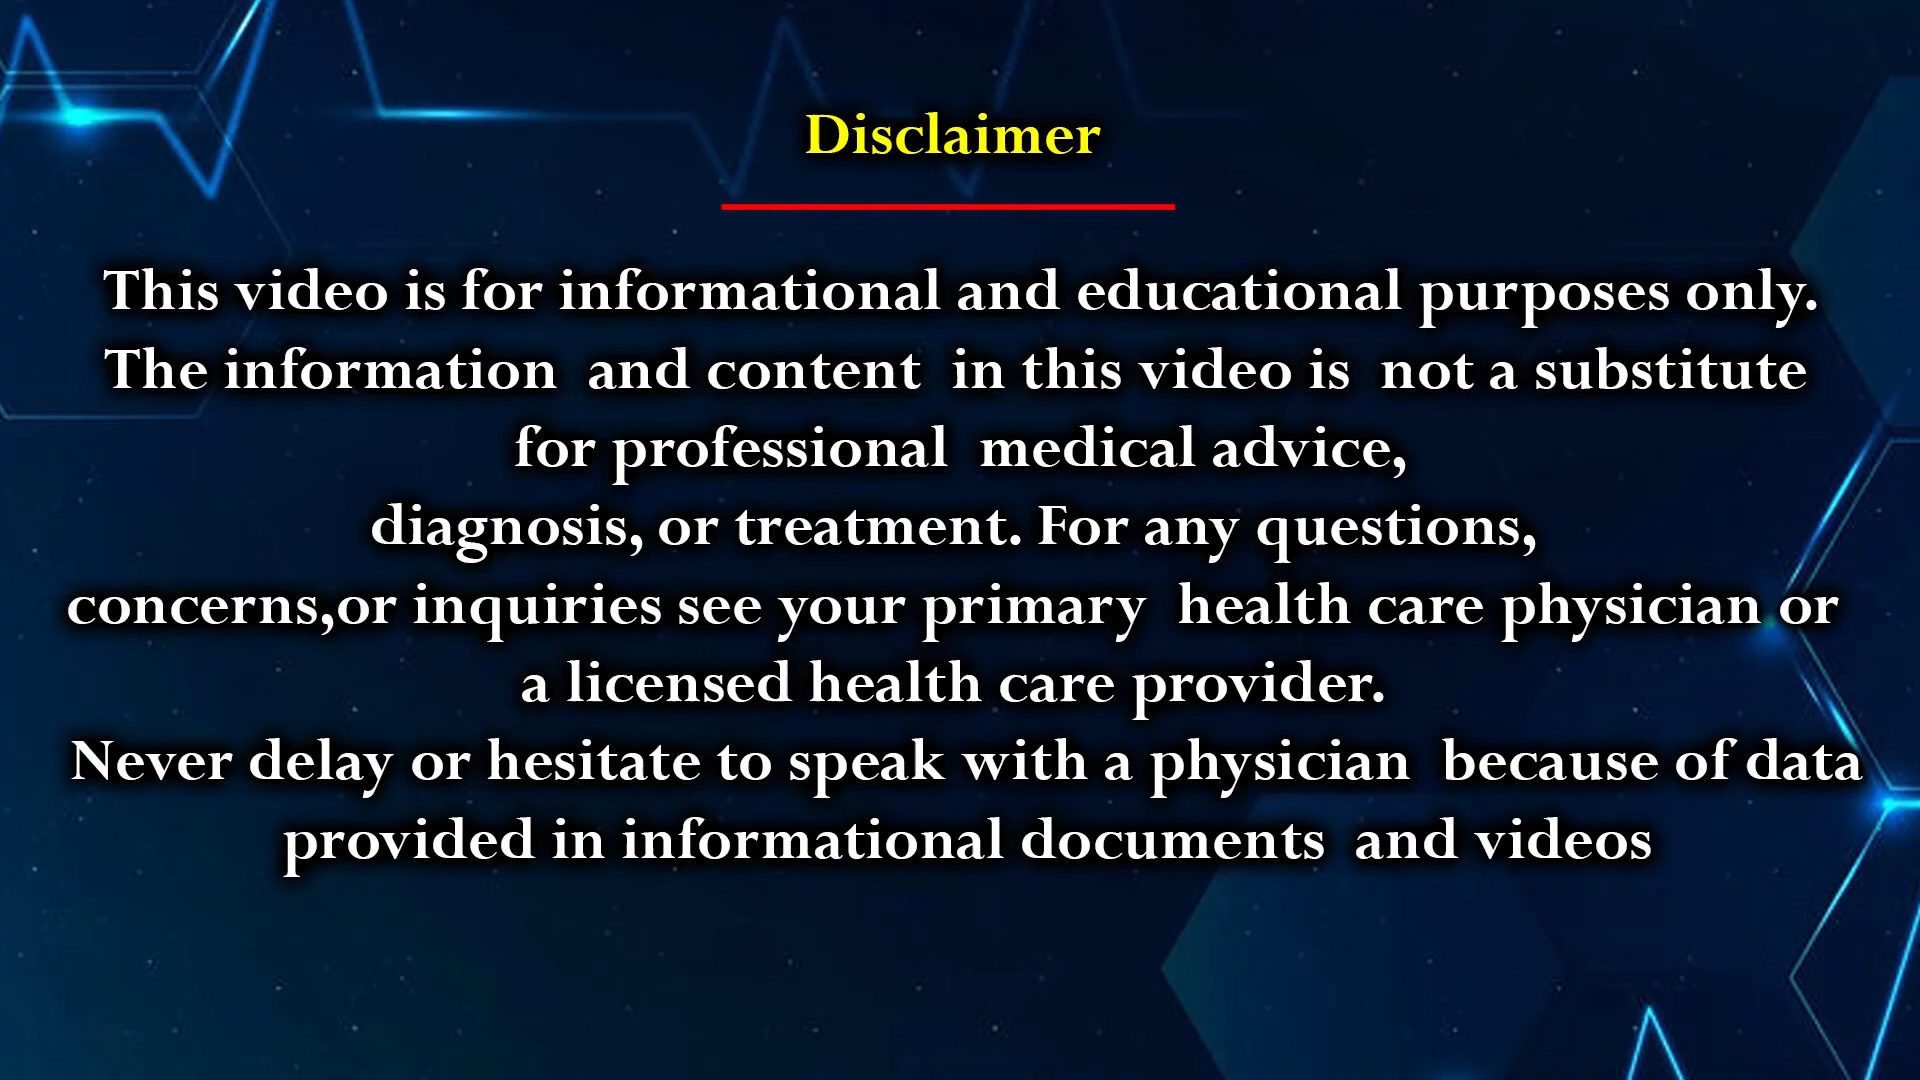 Disclaimer
This video is for informational and educational purposes only.
The information  and content  in this video is  not a substitute
for professional  medical advice,
diagnosis, or treatment. For any questions,
concerns,or inquiries see your primary  health care physician or
a licensed health care provider.
Never delay or hesitate to speak with a physician  because of data
provided in informational documents  and videos